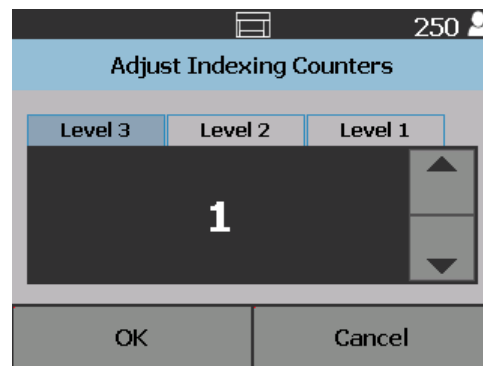 250
Adjust Indexing Counters
Level 3 Level 2 Level 1
1
OK Cancel